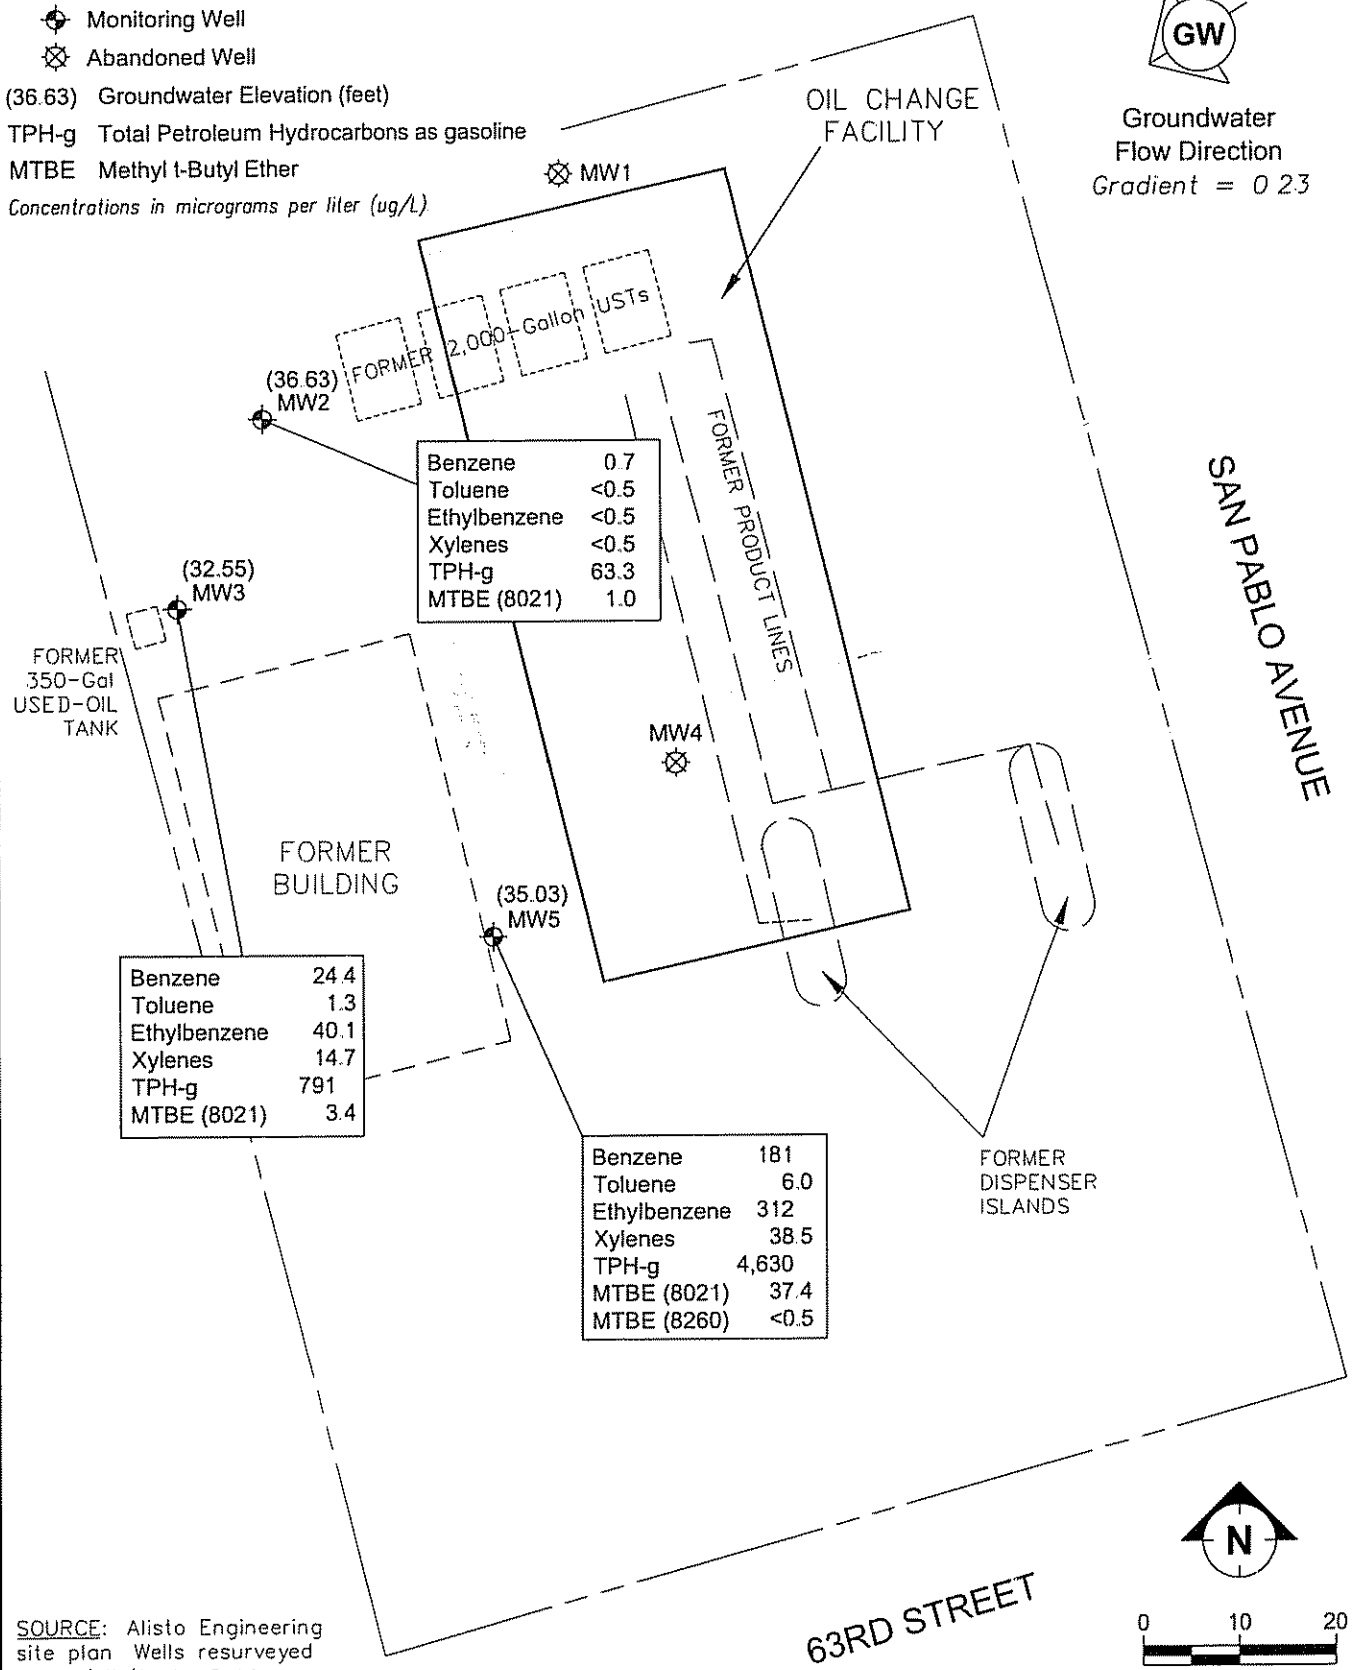 Monitoring Well
Abandoned Well
(36.63) Groundwater Elevation (feet)
TPH-g Total Petroleum Hydrocarbons as gasoline
MTBE Methyl t-Butyl Ether
Concentrations in micrograms per liter (ug/L)
GW
Groundwater
Flow Direction
Gradient = 0 23
OIL CHANGE
FACILITY
MW1
FORMER 2,000-Gallon USTs
(36.63)
MW2
Benzene 0.7
Toluene <0.5
Ethylbenzene <0.5
Xylenes <0.5
TPH-g 63.3
MTBE (8021) 1.0
FORMER PRODUCT LINES
SAN PABLO AVENUE
(32.55)
MW3
FORMER
350-Gal
USED-OIL
TANK
MW4
FORMER
BUILDING
(35.03)
MW5
Benzene 24.4
Toluene 1.3
Ethylbenzene 40.1
Xylenes 14.7
TPH-g 791
MTBE (8021) 3.4
Benzene 181
Toluene 6.0
Ethylbenzene 312
Xylenes 38.5
TPH-g 4,630
MTBE (8021) 37.4
MTBE (8260) <0.5
FORMER
DISPENSER
ISLANDS
N
0 10 20
63RD STREET
SOURCE: Alisto Engineering
site plan Wells resurveyed